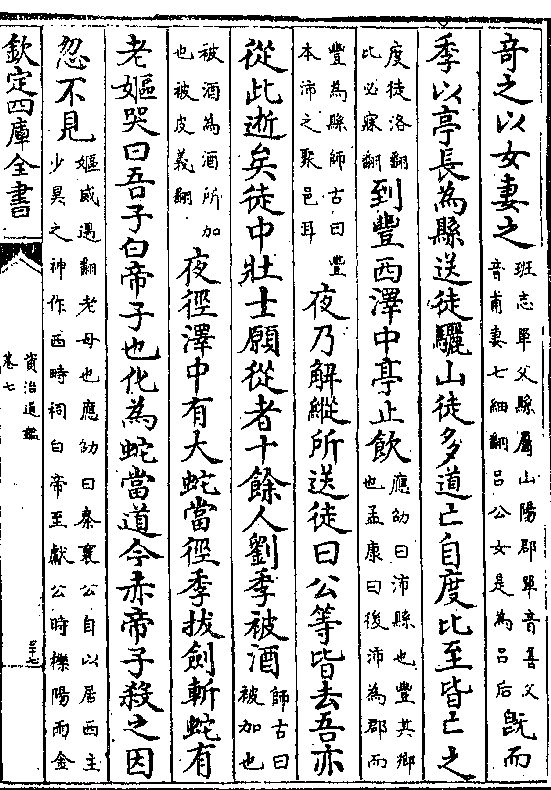 奇之以女妻之班志單父縣屬山陽郡單音善父音甫妻七細翻呂公女是為呂后既而
季以亭長為縣送徒驪山徒多道亡自度比至皆亡之
度徒洛翻比必寐翻到豐西澤中亭止飲應劭曰沛縣也豐其鄉也孟康曰後沛為郡而
豐為縣師古曰豐本沛之聚邑耳夜乃解縱所送徒曰公等皆去吾亦
從此逝矣徒中壯士願從者十餘人劉季被酒師古曰被加也
被酒為酒所加也被皮義翻夜徑澤中有大蛇當徑季拔劍斬蛇有
老嫗哭曰吾子白帝子也化為蛇當道今赤帝子殺之因
忽不見嫗威遇翻老母也應劭曰秦襄公自以居西主少昊之神作西畤祠白帝至獻公時櫟陽雨金
欽定四庫全書
資治通鑑
卷七
三十七